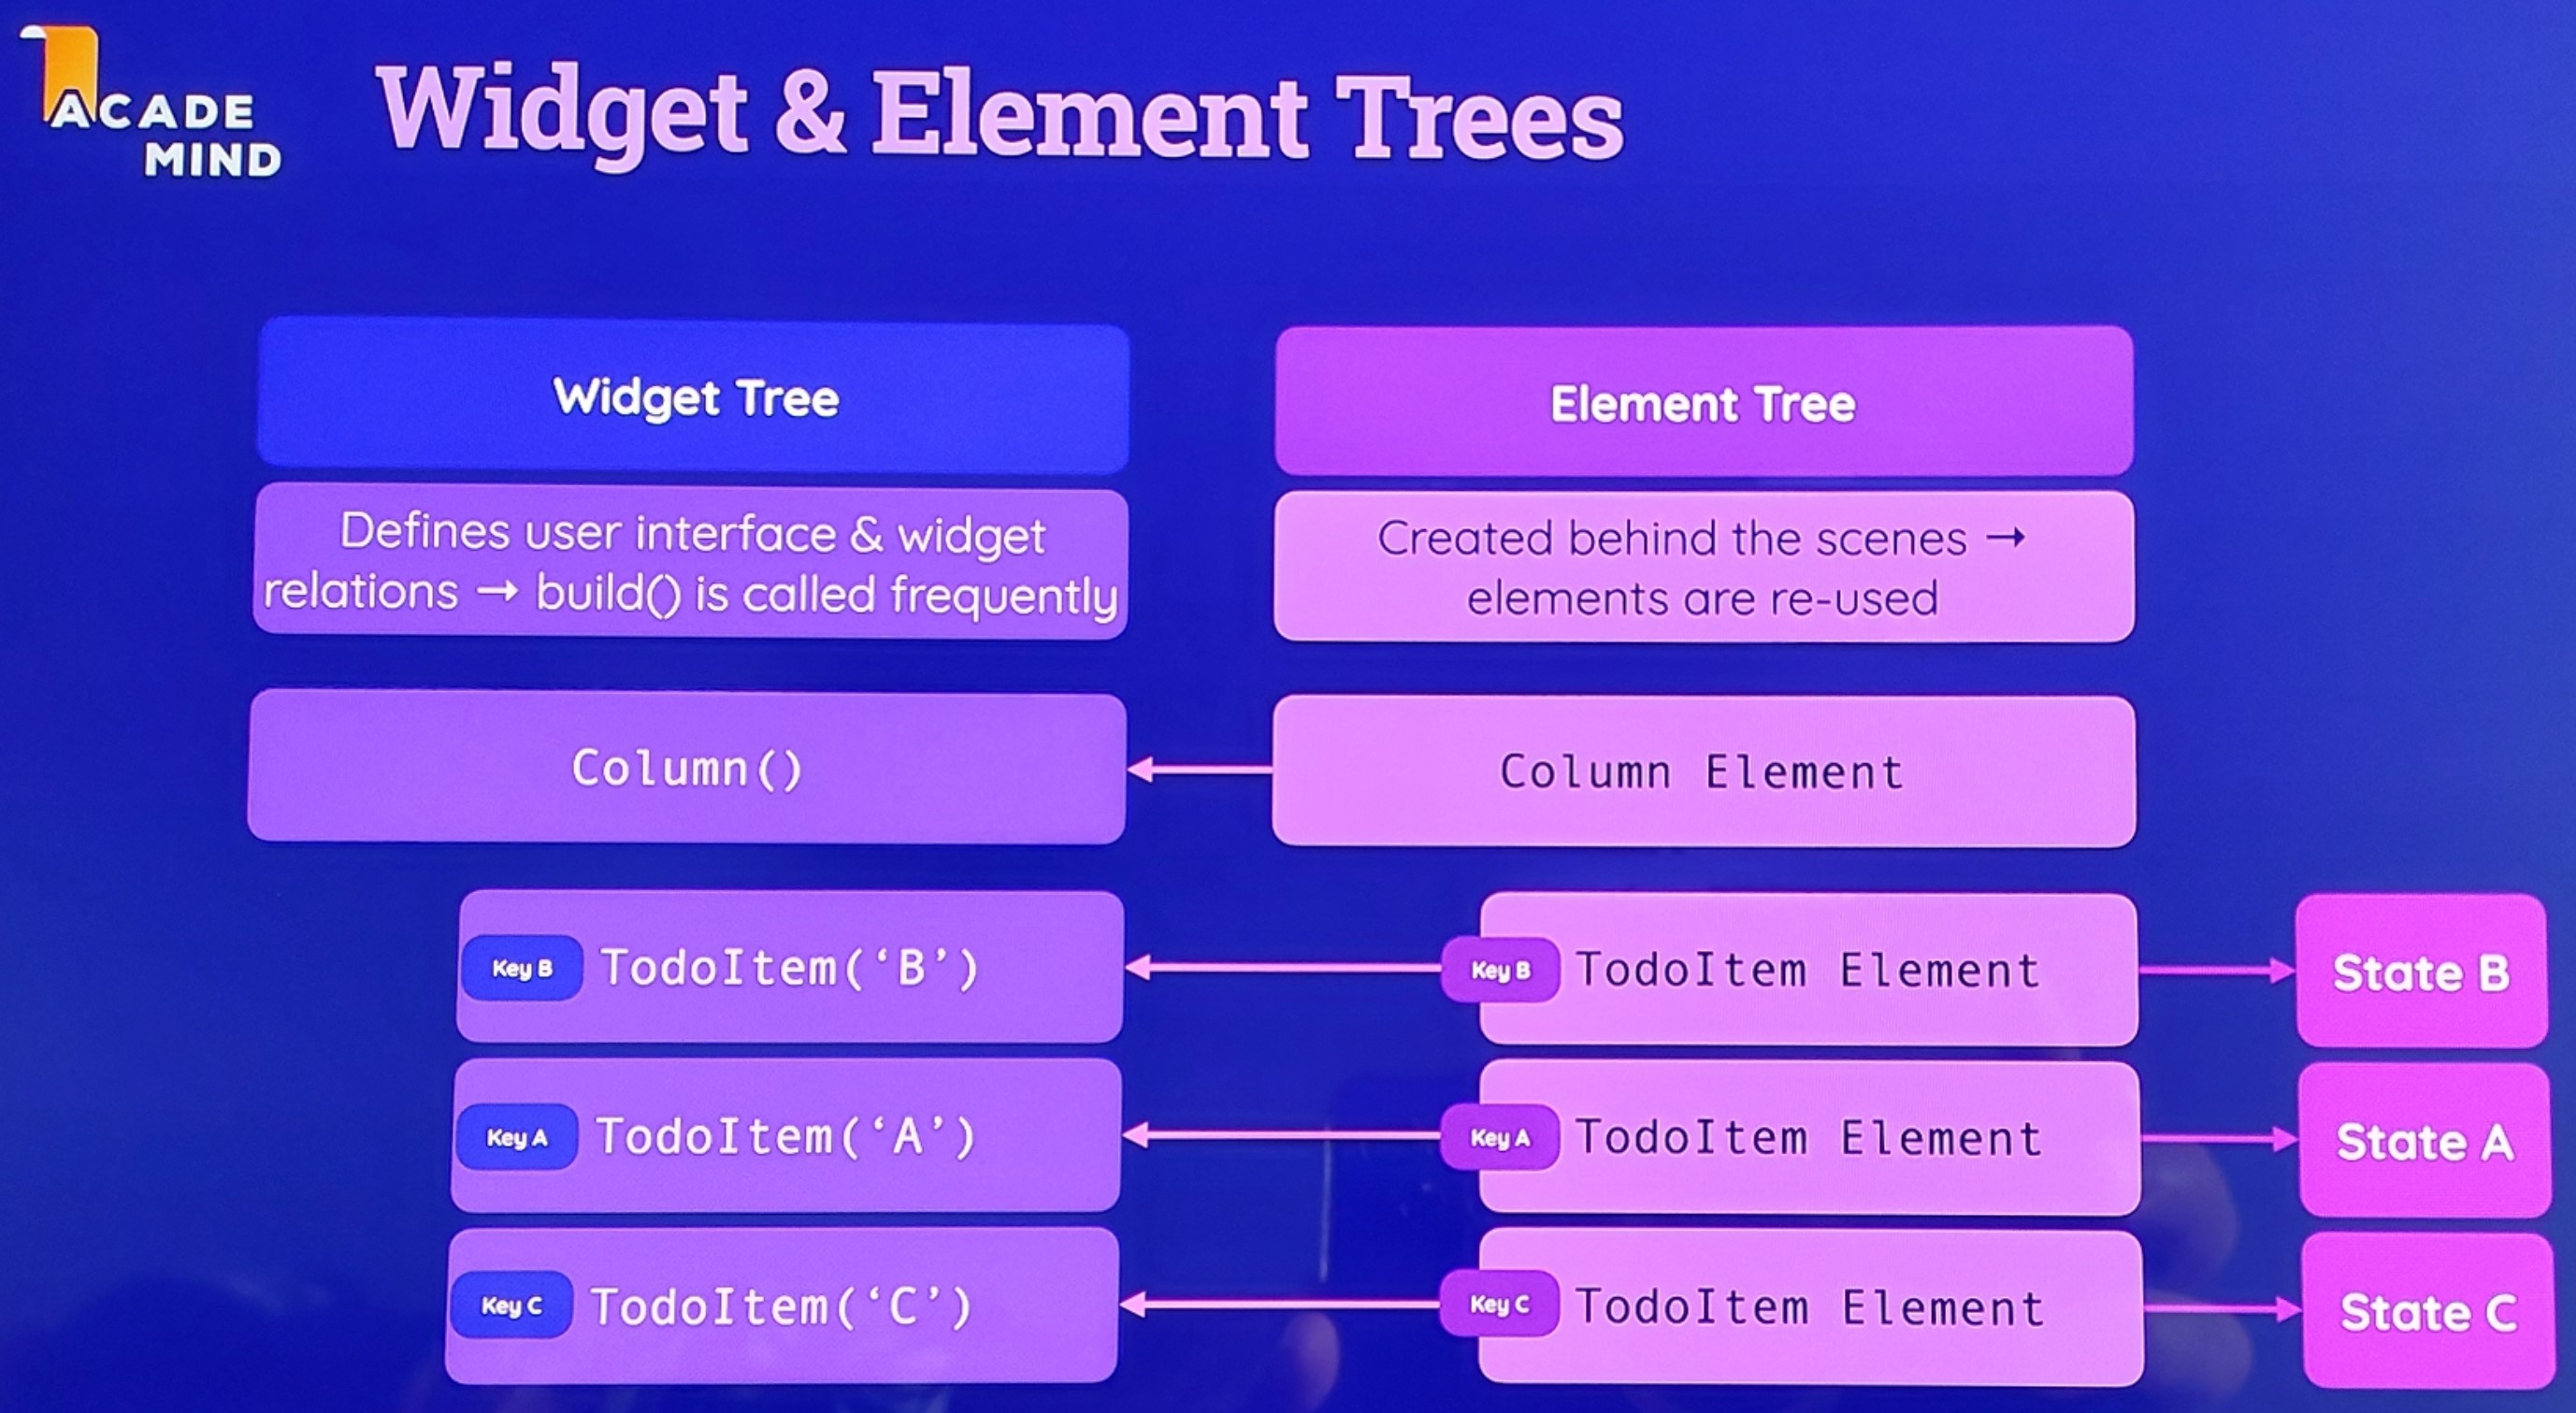 ACADE
MIND
Widget & Element Trees
Widget Tree
Element Tree
Defines user interface & widget
relations → build() is called frequently
Created behind the scenes →
elements are re-used
Column()
Column Element
Key B
TodoItem(‘B’)
Key B
TodoItem Element
State B
Key A
TodoItem(‘A’)
Key A
TodoItem Element
State A
Key C
TodoItem(‘C’)
Key C
TodoItem Element
State C